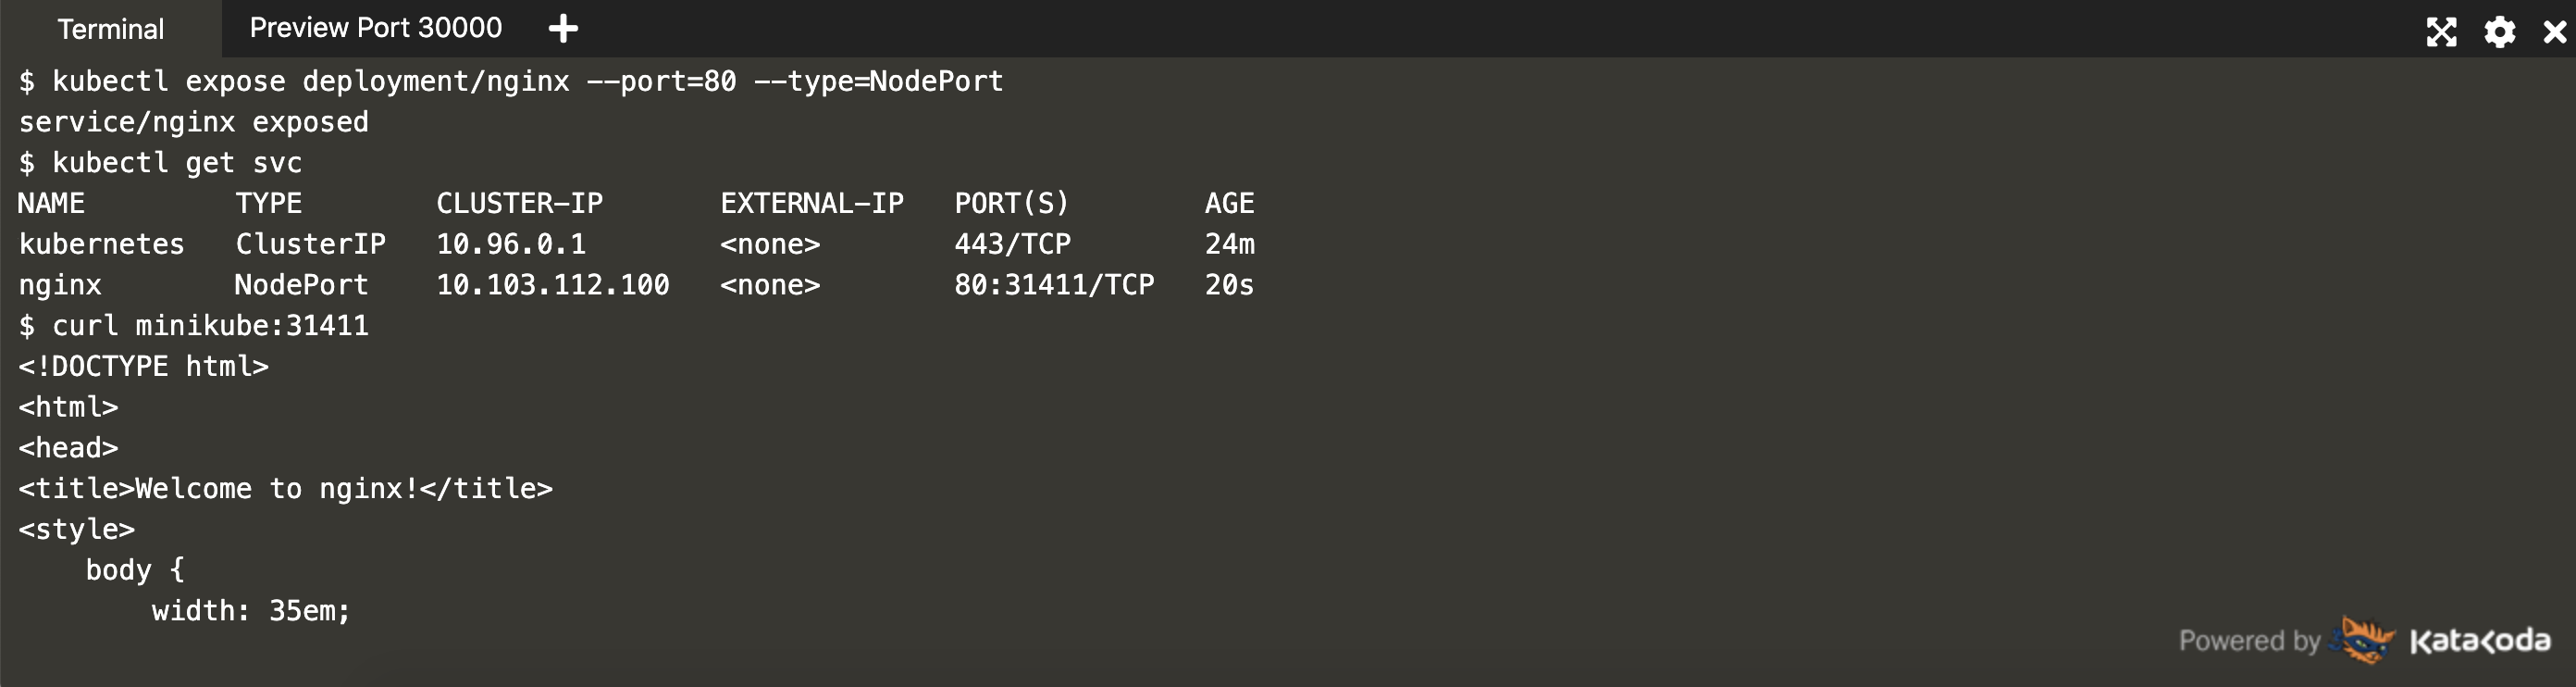 Terminal Preview Port 30000
$ kubectl expose deployment/nginx --port=80 --type=NodePort
service/nginx exposed
$ kubectl get svc
NAME         TYPE        CLUSTER-IP       EXTERNAL-IP   PORT(S)        AGE
kubernetes   ClusterIP   10.96.0.1        <none>        443/TCP        24m
nginx        NodePort    10.103.112.100   <none>        80:31411/TCP   20s
$ curl minikube:31411
<!DOCTYPE html>
<html>
<head>
<title>Welcome to nginx!</title>
<style>
    body {
        width: 35em;
Powered by Katacoda